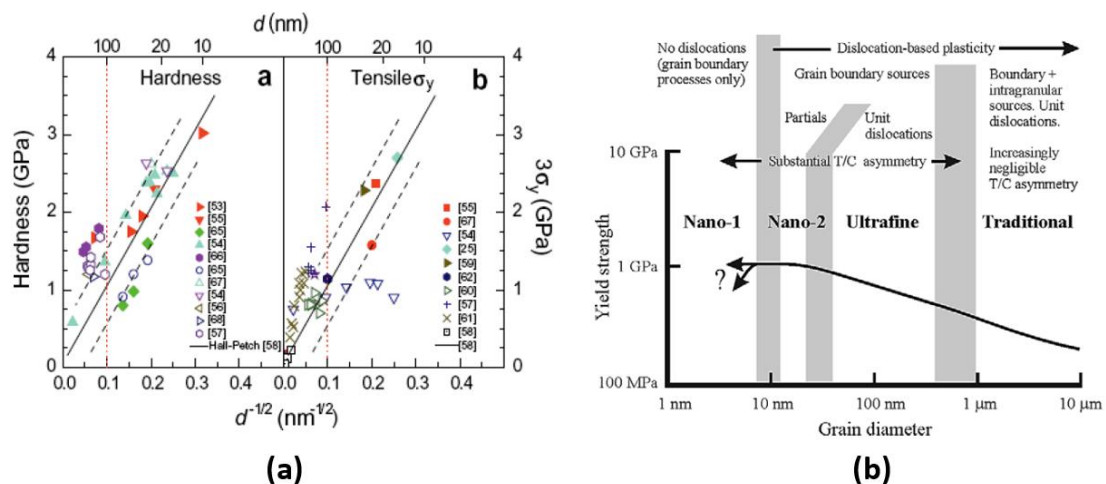 d (nm)
100 20 10
100 20 10
4
3
2
1
0
Hardness (GPa)
Hardness a
[53]
[55]
[65]
[54]
[66]
[65]
[67]
[54]
[56]
[68]
[57]
Hall-Petch [58]
Tensile σy b
[55]
[67]
[54]
[25]
[59]
[62]
[60]
[57]
[61]
[58]
[58]
4
3
2
1
0
3σy (GPa)
0.0 0.1 0.2 0.3 0.4 0.0 0.1 0.2 0.3 0.4
d-1/2 (nm-1/2)
(a)
No dislocations
(grain boundary
processes only)
Dislocation-based plasticity
Grain boundary sources
Boundary +
intragranular
sources. Unit
dislocations.
Partials
Unit
dislocations
Substantial T/C asymmetry
Increasingly
negligible
T/C asymmetry
10 GPa
Nano-1 Nano-2 Ultrafine Traditional
1 GPa
?
100 MPa
Yield strength
1 nm 10 nm 100 nm 1 μm 10 μm
Grain diameter
(b)